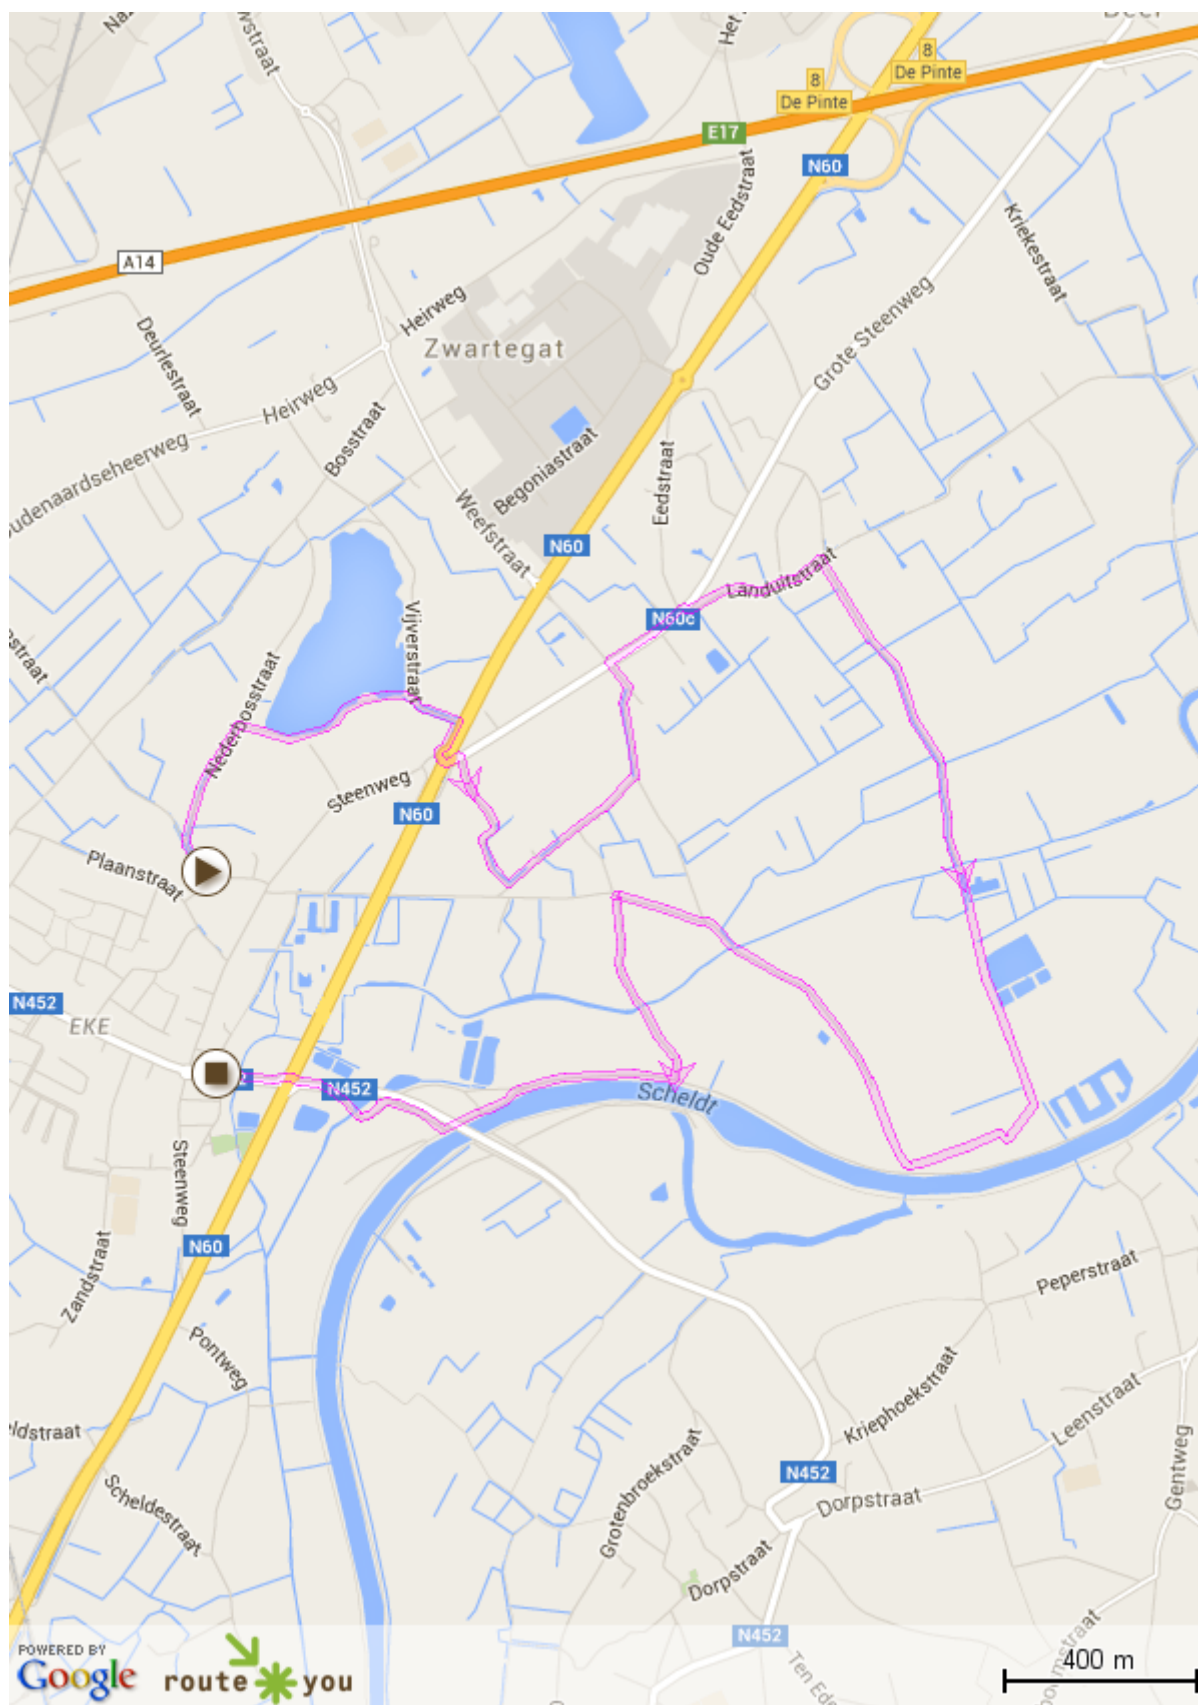 Het
8
De Pinte
8
De Pinte
E17
N60
A14
Oude Eedstraat
Kriekestraat
Heirweg
Deurlestraat
Zwartegat
Grote Steenweg
Heirweg
Bosstraat
Begoniastraat
Eedstraat
Weefstraat
N60
Landuitstraat
N60c
Vijverstraat
Nederbosstraat
Steenweg
N60
Plaanstraat
N452
EKE
N452
Scheldt
Steenweg
N60
Zandstraat
Peperstraat
Pontweg
Kriephoekstraat
Leenstraat
Gentweg
Grotenbroekstraat
N452
Dorpstraat
Scheldestraat
Dorpstraat
N452
POWERED BY
Google
route you
400 m